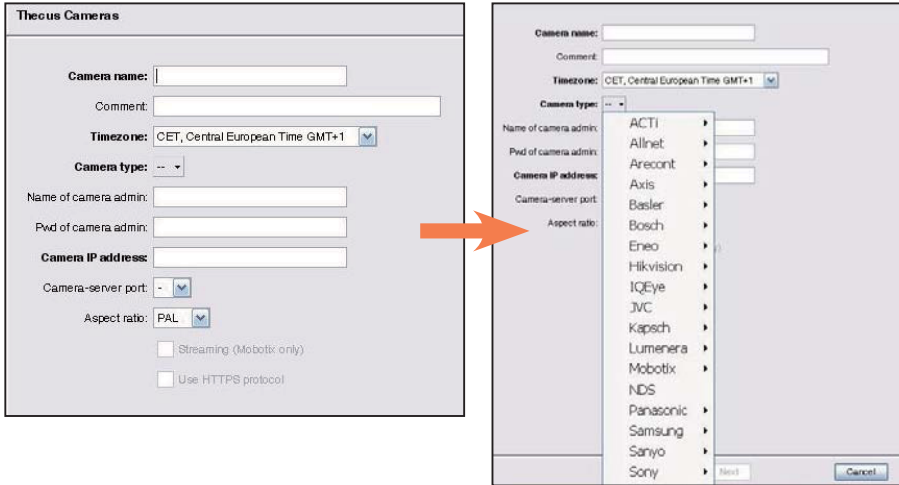 Thecus Cameras
Camera name:
Comment:
Timezone: CET, Central European Time GMT+1
Camera type: --
Name of camera admin:
Pwd of camera admin:
Camera IP address:
Camera-server port: -
Aspect ratio: PAL
Streaming (Mobotix only)
Use HTTPS protocol
Camera name:
Comment:
Timezone: CET, Central European Time GMT+1
Camera type: --
Name of camera admin:
Pwd of camera admin:
Camera IP address:
Camera-server port:
Aspect ratio:
ACTi
Allnet
Arecont
Axis
Basler
Bosch
Eneo
Hikvision
IQEye
JVC
Kapsch
Lumenera
Mobotix
NDS
Panasonic
Samsung
Sanyo
Sony
Next
Cancel